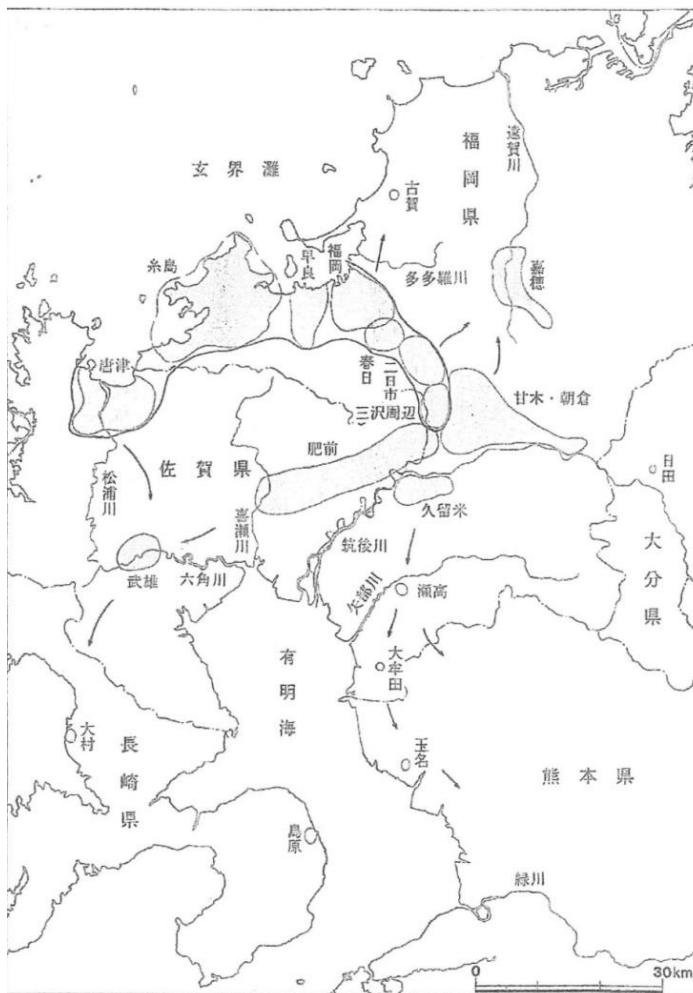 玄界灘
福岡県
遠賀川
古賀
糸島
早良
福岡
多多羅川
嘉穂
唐津
春日
二日市
三沢周辺
甘木・朝倉
肥前
佐賀県
松浦川
喜瀬川
久留米
日田
筑後川
大分県
武雄
六角川
矢部川
瀬高
有明海
大牟田
大村
長崎県
玉名
熊本県
島原
緑川
0
30km